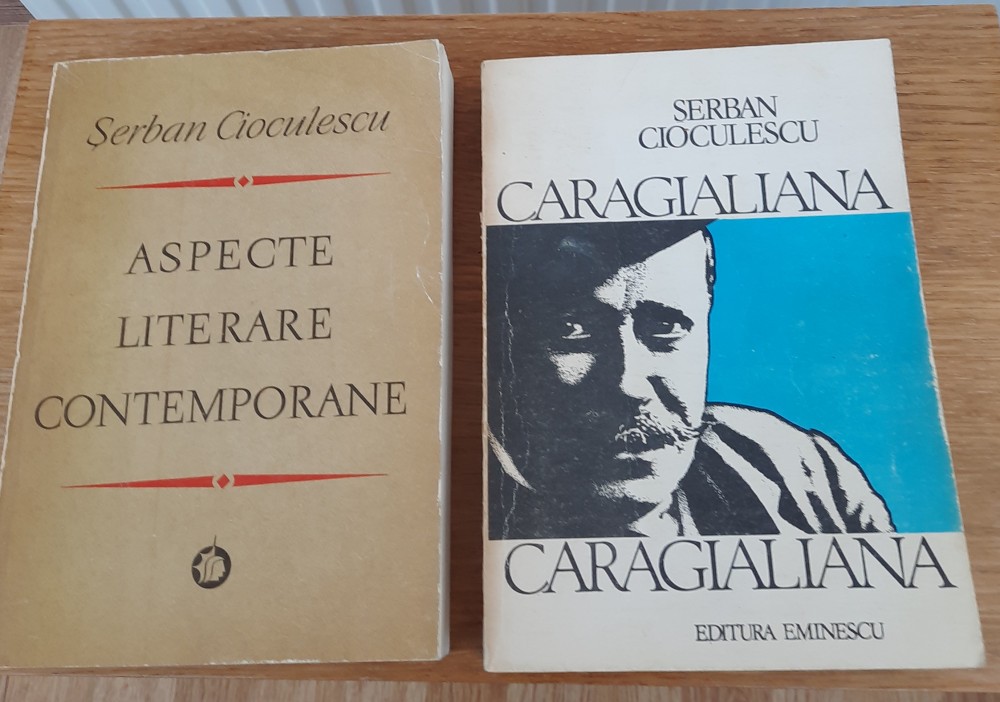 Șerban Cioculescu
ASPECTE
LITERARE
CONTEMPORANE
SERBAN
CIOCULESCU
CARAGIALIANA
CARAGIALIANA
EDITURA EMINESCU